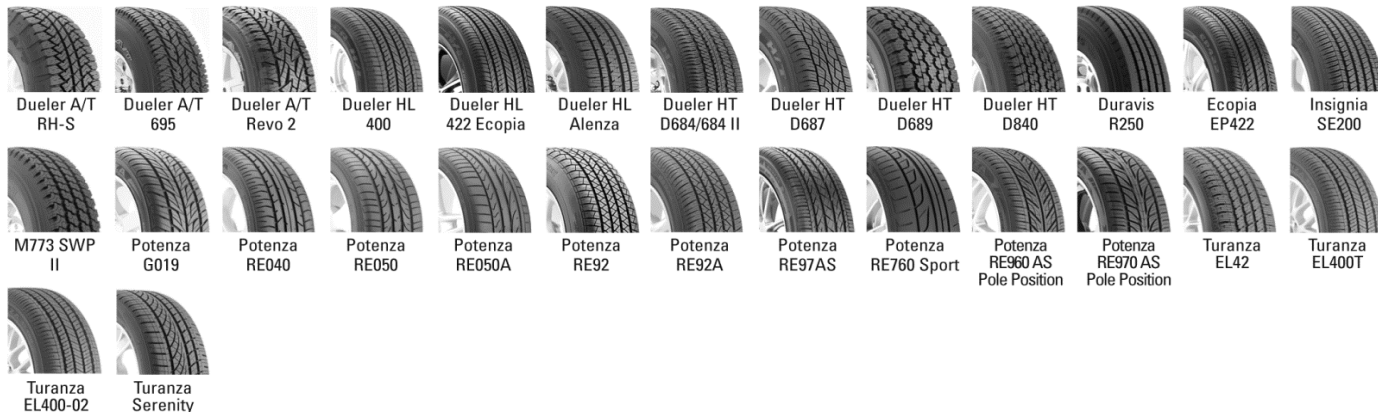 Dueler A/T
RH-S
Dueler A/T
695
Dueler A/T
Revo 2
Dueler HL
400
Dueler HL
422 Ecopia
Dueler HL
Alenza
Dueler HT
D684/684 II
Dueler HT
D687
Dueler HT
D689
Dueler HT
D840
Duravis
R250
Ecopia
EP422
Insignia
SE200
M773 SWP
II
Potenza
G019
Potenza
RE040
Potenza
RE050
Potenza
RE050A
Potenza
RE92
Potenza
RE92A
Potenza
RE97AS
Potenza
RE760 Sport
Potenza
RE960 AS
Pole Position
Potenza
RE970 AS
Pole Position
Turanza
EL42
Turanza
EL400T
Turanza
EL400-02
Turanza
Serenity